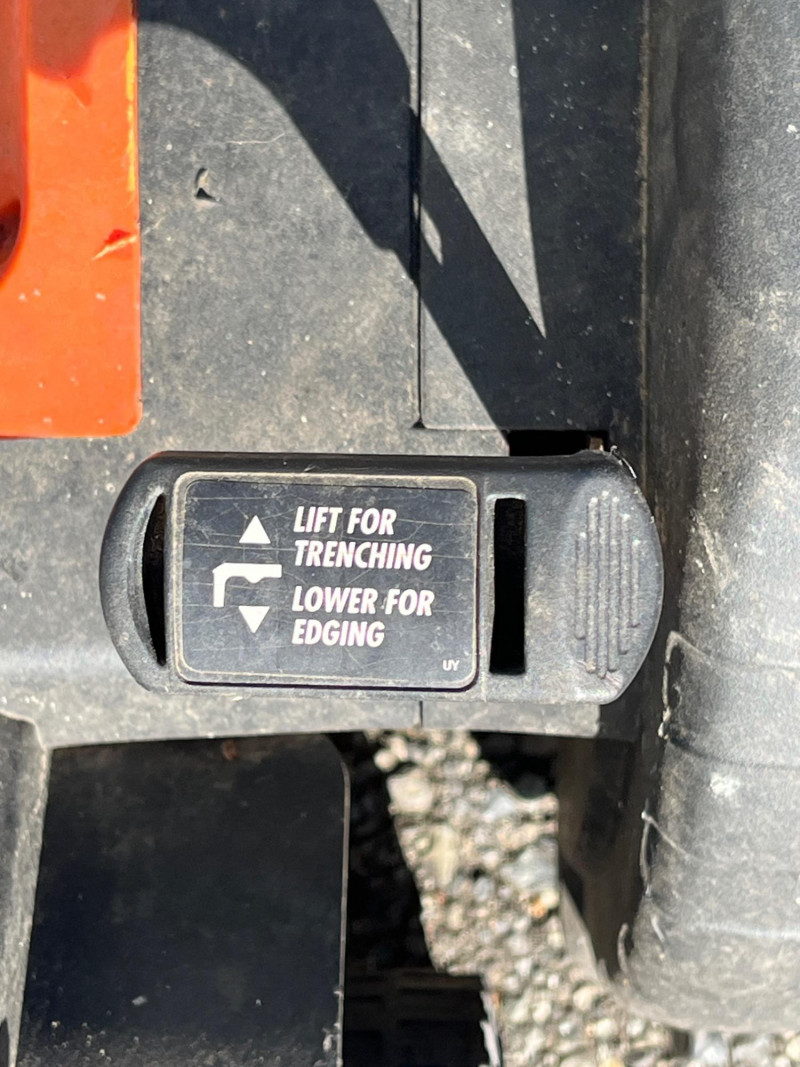 LIFT FOR
TRENCHING
LOWER FOR
EDGING
UY